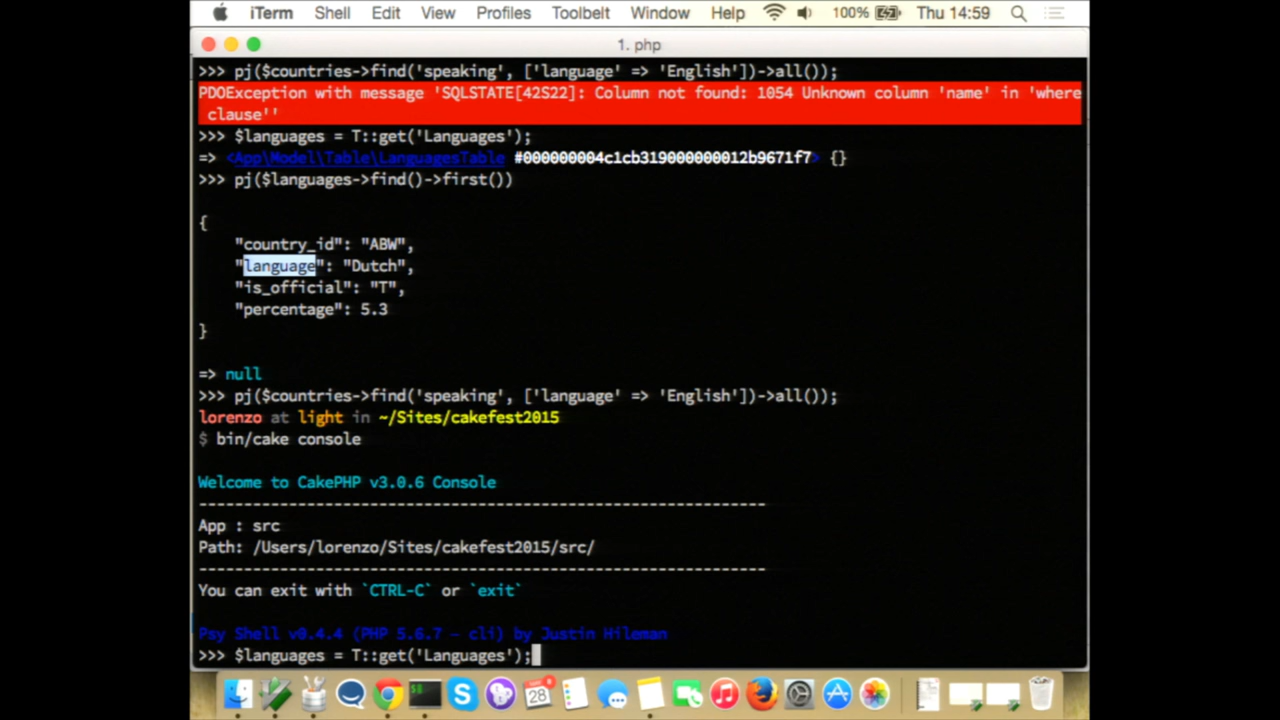 iTerm Shell Edit View Profiles Toolbelt Window Help 100% Thu 14:59
1. php
>>> pj($countries->find('speaking', ['language' => 'English'])->all());
PDOException with message 'SQLSTATE[42S22]: Column not found: 1054 Unknown column 'name' in 'where
clause''
>>> $languages = T::get('Languages');
=> <App\Model\Table\LanguagesTable #000000004c1cb319000000012b9671f7> {}
>>> pj($languages->find()->first())
{
"country_id": "ABW",
"language": "Dutch",
"is_official": "T",
"percentage": 5.3
}
=> null
>>> pj($countries->find('speaking', ['language' => 'English'])->all());
lorenzo at light in ~/Sites/cakefest2015
$ bin/cake console
Welcome to CakePHP v3.0.6 Console
---------------------------------------------------------------
App : src
Path: /Users/lorenzo/Sites/cakefest2015/src/
---------------------------------------------------------------
You can exit with `CTRL-C` or `exit`
Psy Shell v0.4.4 (PHP 5.6.7 — cli) by Justin Hileman
>>> $languages = T::get('Languages');
28